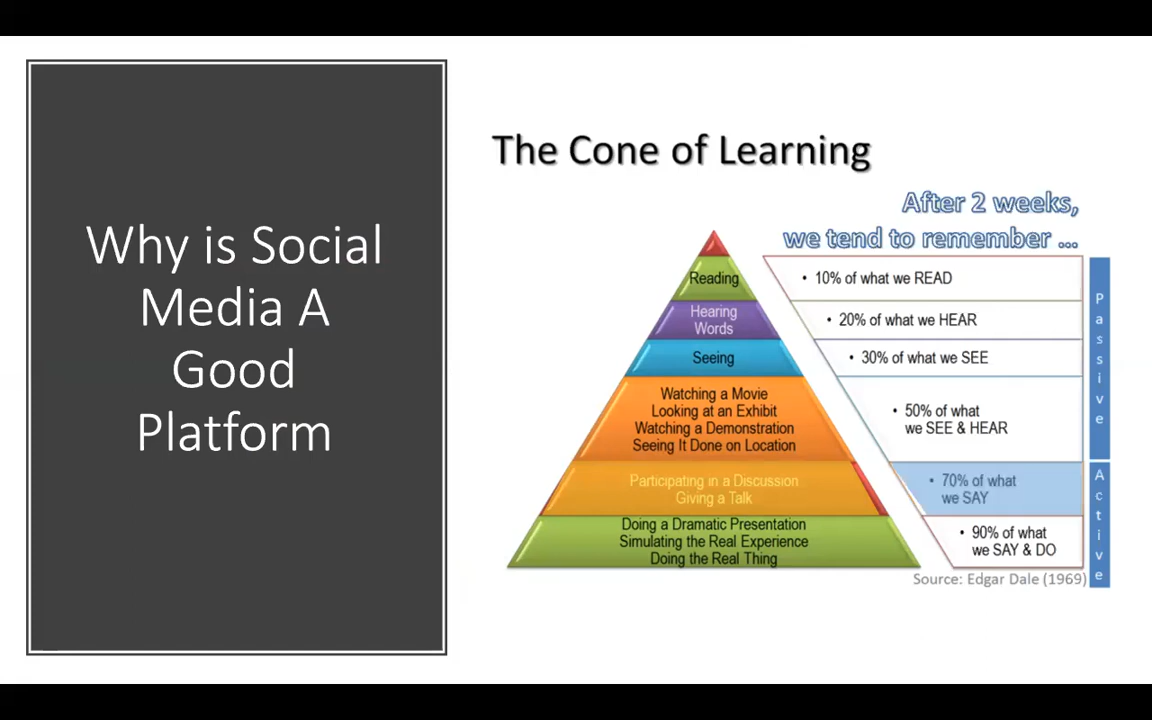 Why is Social
Media A
Good
Platform
The Cone of Learning
After 2 weeks,
we tend to remember ...
Reading
• 10% of what we READ
Hearing
Words
• 20% of what we HEAR
Seeing
• 30% of what we SEE
Watching a Movie
Looking at an Exhibit
Watching a Demonstration
Seeing It Done on Location
• 50% of what
we SEE & HEAR
Passive
Participating in a Discussion
Giving a Talk
• 70% of what
we SAY
Doing a Dramatic Presentation
Simulating the Real Experience
Doing the Real Thing
• 90% of what
we SAY & DO
Active
Source: Edgar Dale (1969)